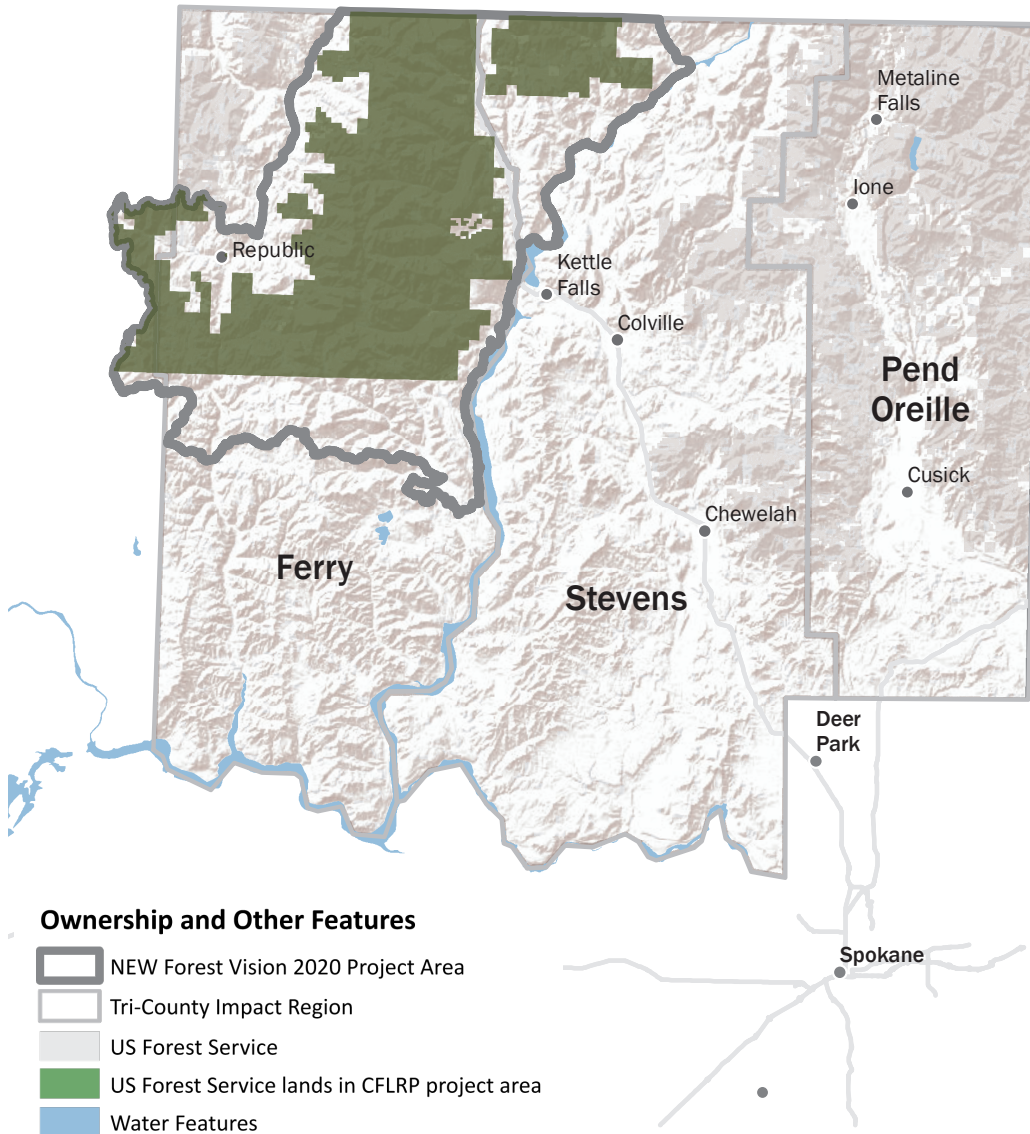 Metaline
Falls
Ione
Republic
Kettle
Falls
Colville
Pend
Oreille
Cusick
Chewelah
Ferry
Stevens
Deer
Park
Spokane
Ownership and Other Features
NEW Forest Vision 2020 Project Area
Tri-County Impact Region
US Forest Service
US Forest Service lands in CFLRP project area
Water Features